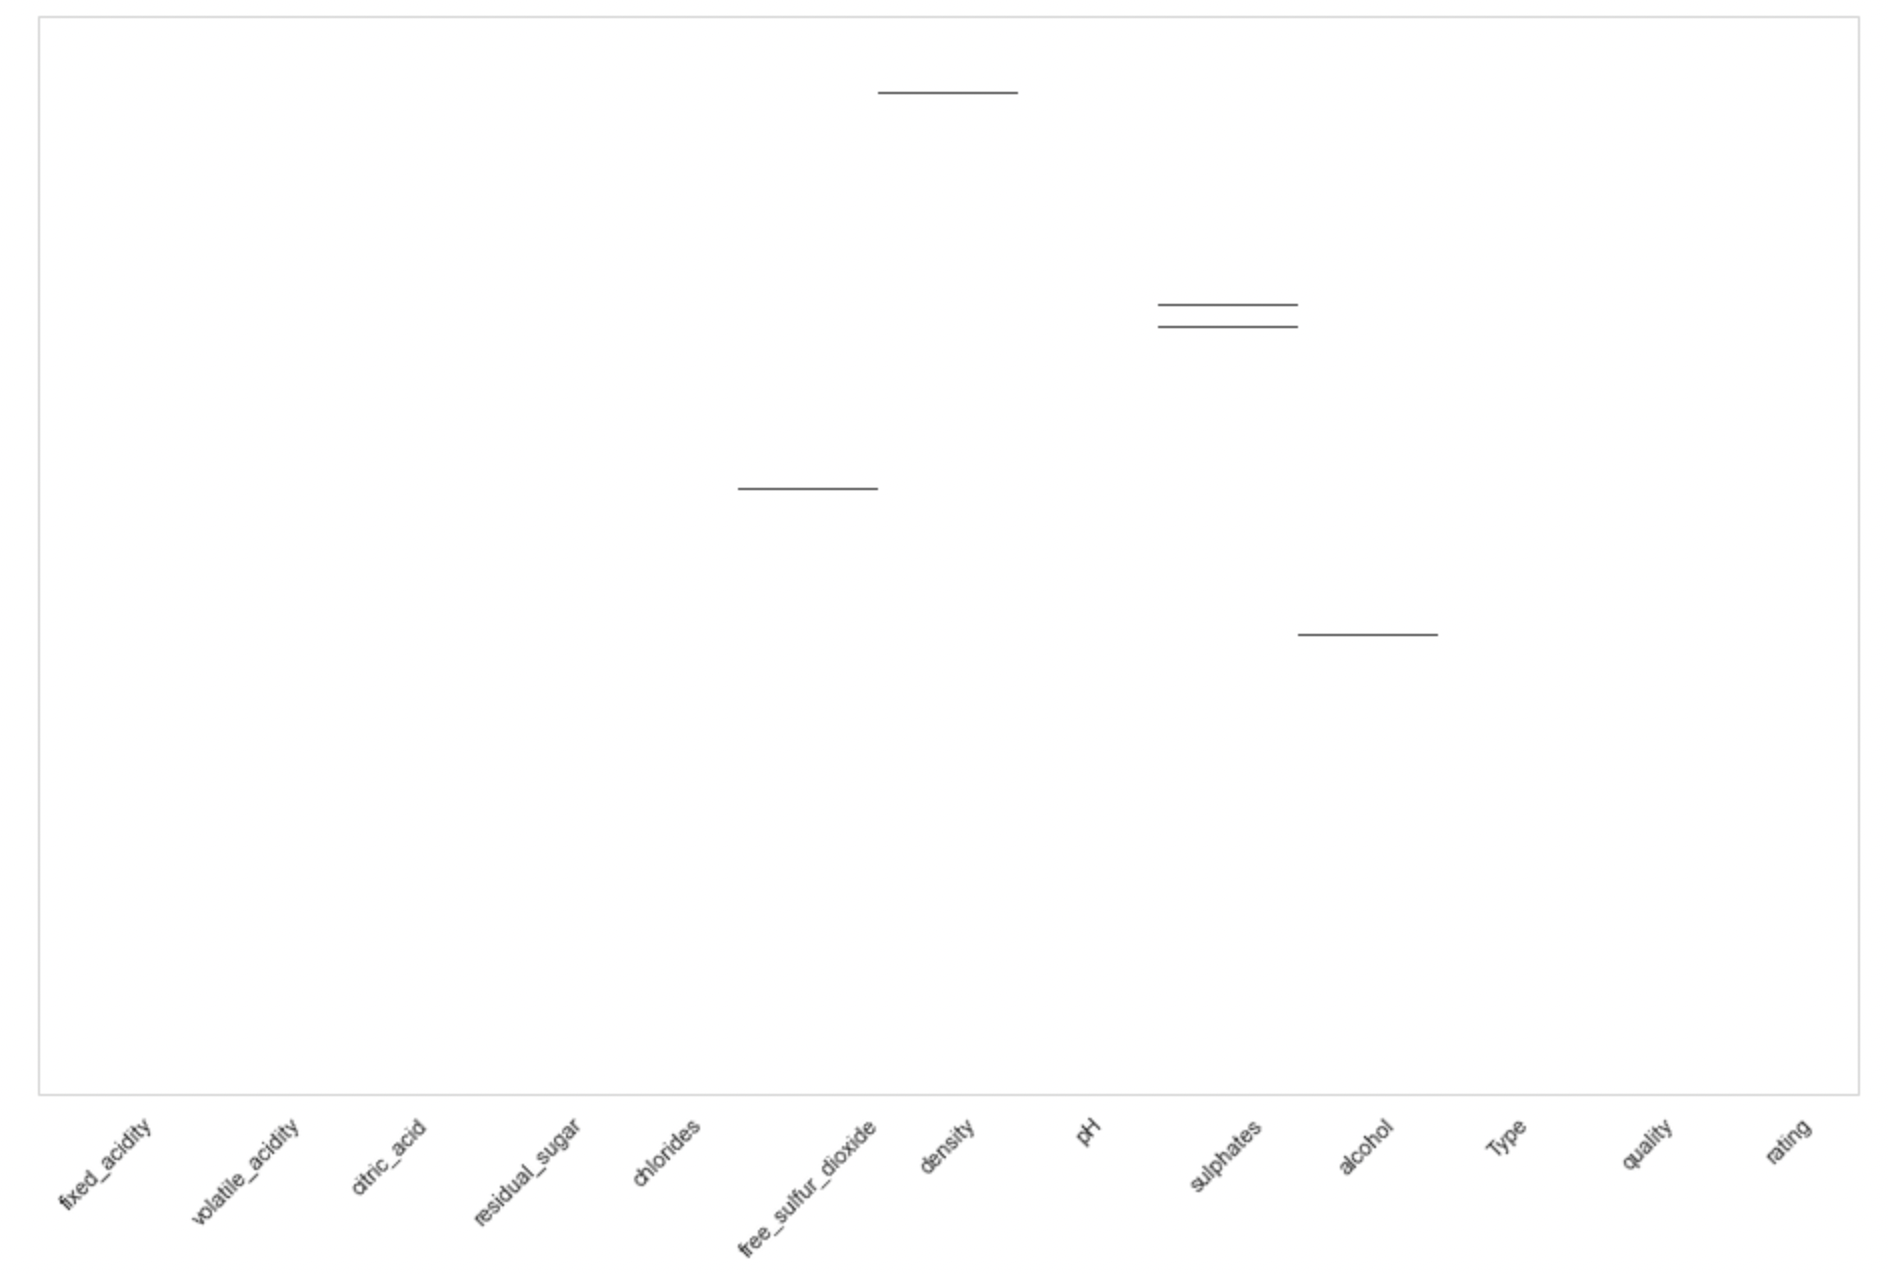 fixed_acidity
volatile_acidity
citric_acid
residual_sugar
chlorides
free_sulfur_dioxide
density
pH
sulphates
alcohol
Type
quality
rating